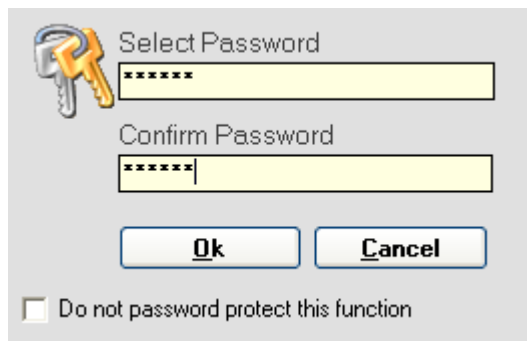 Select Password
******
Confirm Password
******
Ok Cancel
Do not password protect this function